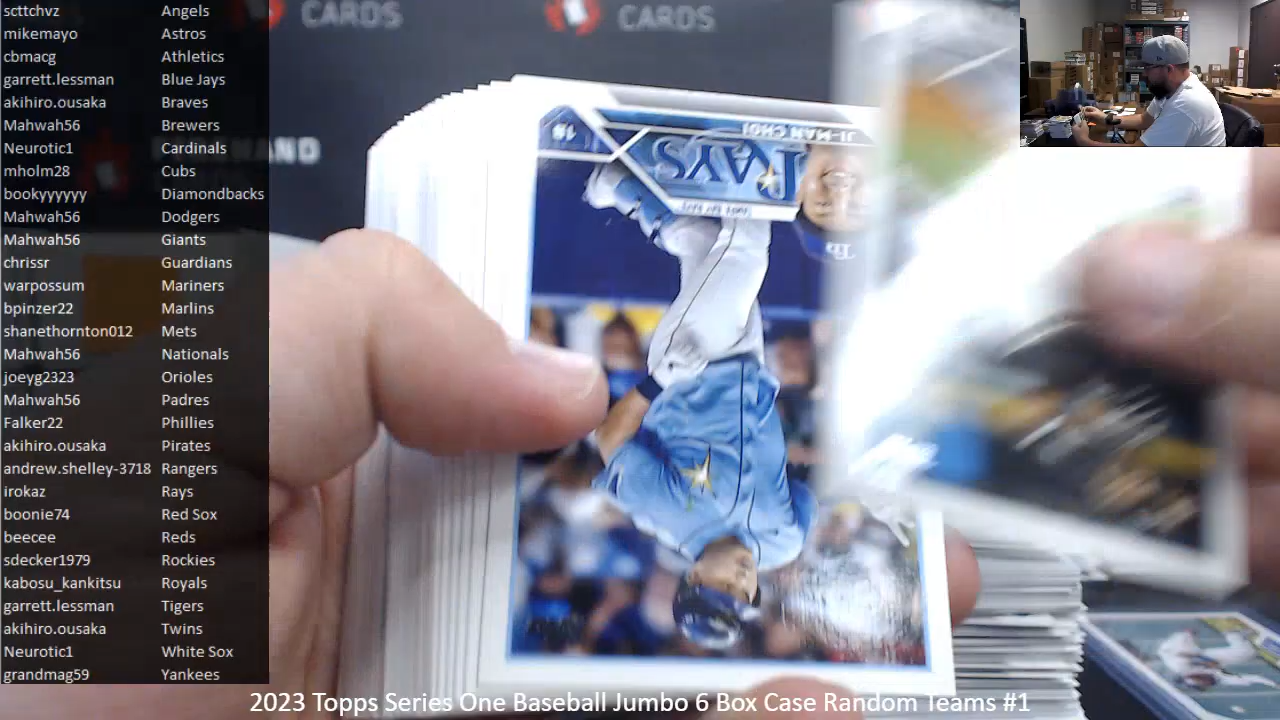 scttchvz Angels
mikemayo Astros
cbmacg Athletics
garrett.lessman Blue Jays
akihiro.ousaka Braves
Mahwah56 Brewers
Neurotic1 Cardinals
mholm28 Cubs
bookyyyyyy Diamondbacks
Mahwah56 Dodgers
Mahwah56 Giants
chrissr Guardians
warpossum Mariners
bpinzer22 Marlins
shanethornton012 Mets
Mahwah56 Nationals
joeyg2323 Orioles
Mahwah56 Padres
Falker22 Phillies
akihiro.ousaka Pirates
andrew.shelley-3718 Rangers
irokaz Rays
boonie74 Red Sox
beecee Reds
sdecker1979 Rockies
kabosu_kankitsu Royals
garrett.lessman Tigers
akihiro.ousaka Twins
Neurotic1 White Sox
grandmag59 Yankees
CARDS
CARDS
JI-MAN CHOI
RAYS
2023 Topps Series One Baseball Jumbo 6 Box Case Random Teams #1